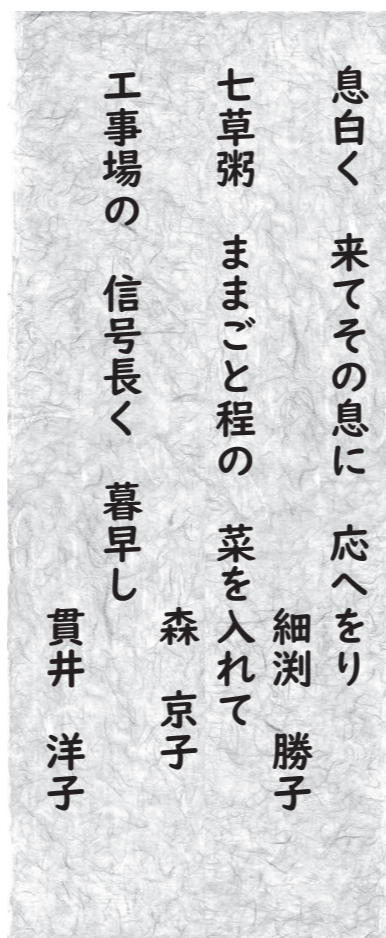 息白く　来てその息に　応へをり
細渕　勝子
七草粥　ままごと程の　菜を入れて
森　京子
工事場の　信号長く　暮早し
貫井　洋子